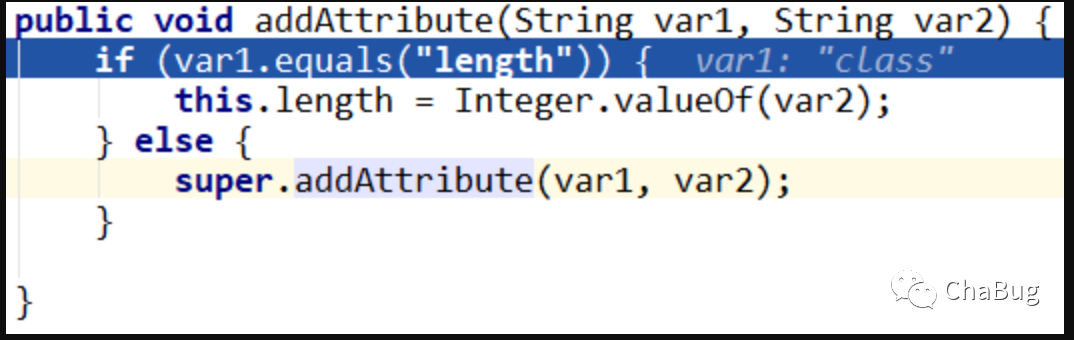 public void addAttribute(String var1, String var2) {
    if (var1.equals("length")) {  var1: "class"
        this.length = Integer.valueOf(var2);
    } else {
        super.addAttribute(var1, var2);
    }
}
ChaBug